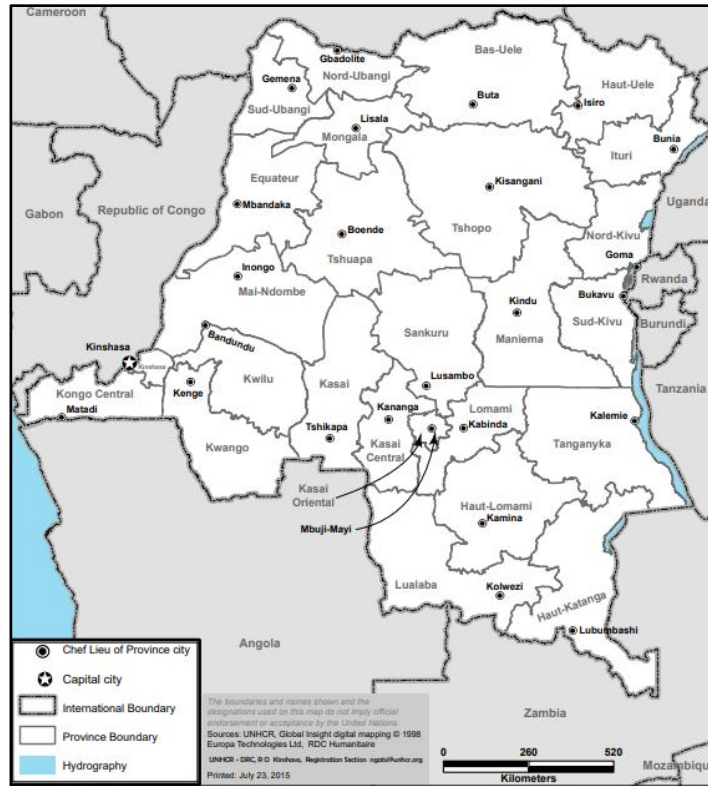 Cameroon
Bas-Uele
Gbadolite
Nord-Ubangi
Gemena
Haut-Uele
Buta
Isiro
Sud-Ubangi
Lisala
Mongala
Bunia
Ituri
Equateur
Kisangani
Uganda
Republic of Congo
Mbandaka
Gabon
Tshopo
Nord-Kivu
Boende
Goma
Tshuapa
Inongo
Rwanda
Mai-Ndombe
Kindu
Bukavu
Sud-Kivu
Burundi
Sankuru
Maniema
Bandundu
Kinshasa
Kinshasa
Kwilu
Kasai
Lusambo
Tanzania
Kongo Central
Kenge
Lomami
Matadi
Kananga
Kabinda
Kalemie
Tshikapa
Kasai
Central
Tanganyka
Kwango
Kasai
Oriental
Haut-Lomami
Mbuji-Mayi
Kamina
Lualaba
Kolwezi
Haut-Katanga
Lubumbashi
Angola
Zambia
Mozambique
Chef Lieu of Province city
Capital city
International Boundary
Province Boundary
Hydrography
The boundaries and names shown and the
designations used on this map do not imply official
endorsement or acceptance by the United Nations.
Sources: UNHCR, Global Insight digital mapping © 1998
Europa Technologies Ltd, RDC Humanitaire
UNHCR - DRC, R O Kinshasa, Registration Section
Printed: July 23, 2015
0 260 520
Kilometers